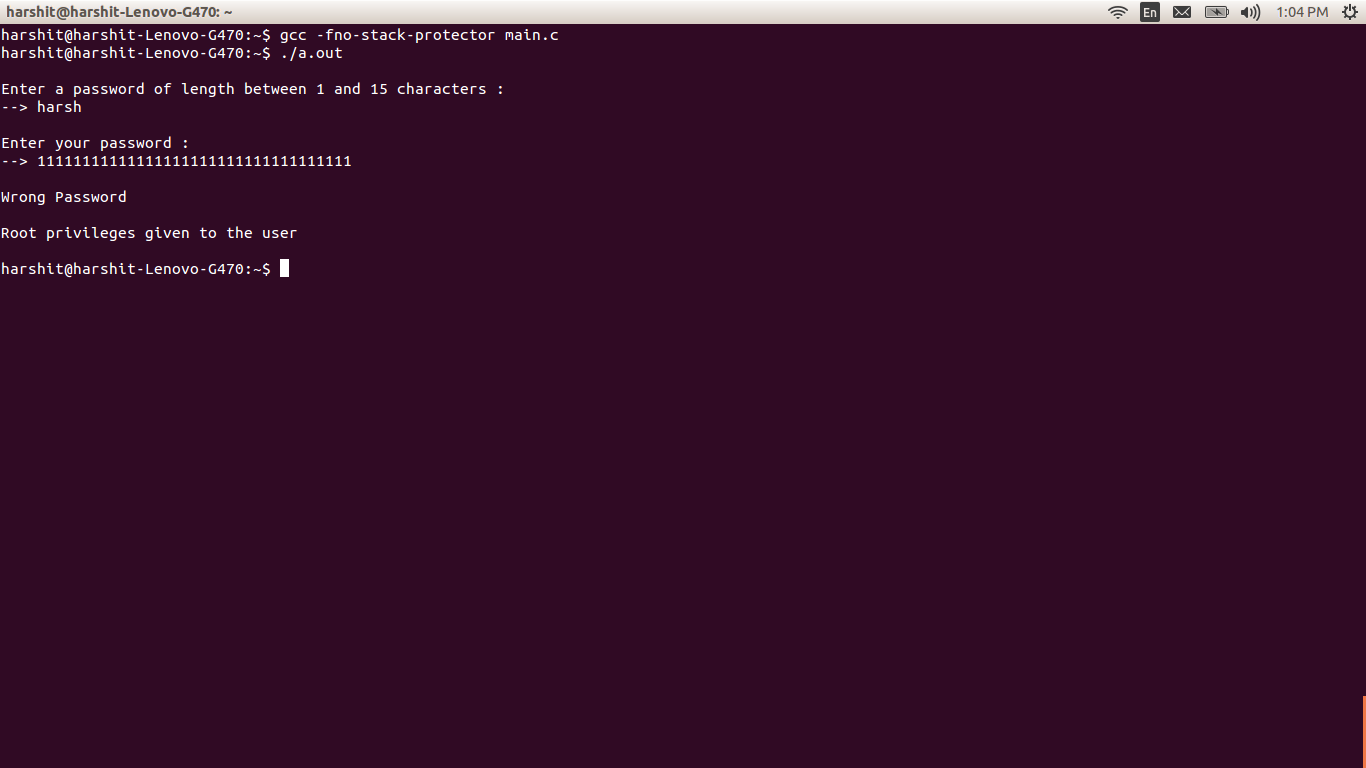 harshit@harshit-Lenovo-G470: ~
En
1:04 PM
harshit@harshit-Lenovo-G470:~$ gcc -fno-stack-protector main.c
harshit@harshit-Lenovo-G470:~$ ./a.out
Enter a password of length between 1 and 15 characters :
--> harsh
Enter your password :
--> 11111111111111111111111111111111111
Wrong Password
Root privileges given to the user
harshit@harshit-Lenovo-G470:~$